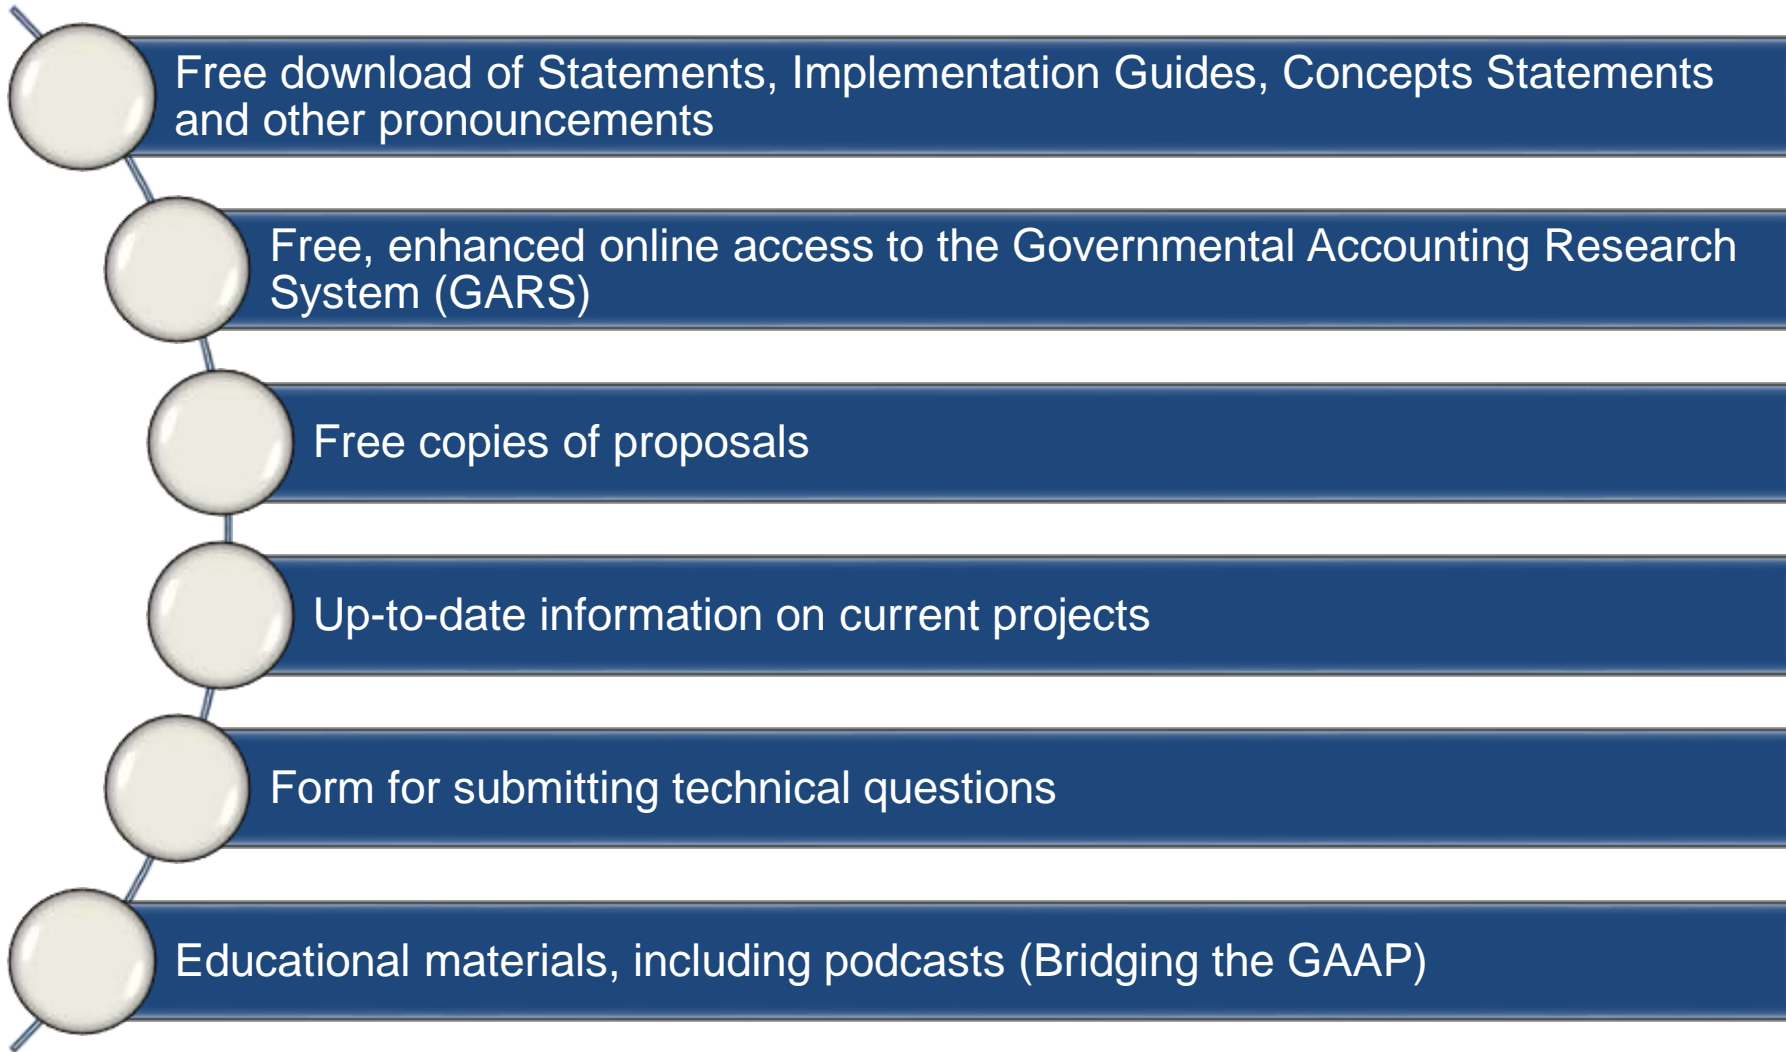 Free download of Statements, Implementation Guides, Concepts Statements
and other pronouncements
Free, enhanced online access to the Governmental Accounting Research
System (GARS)
Free copies of proposals
Up-to-date information on current projects
Form for submitting technical questions
Educational materials, including podcasts (Bridging the GAAP)